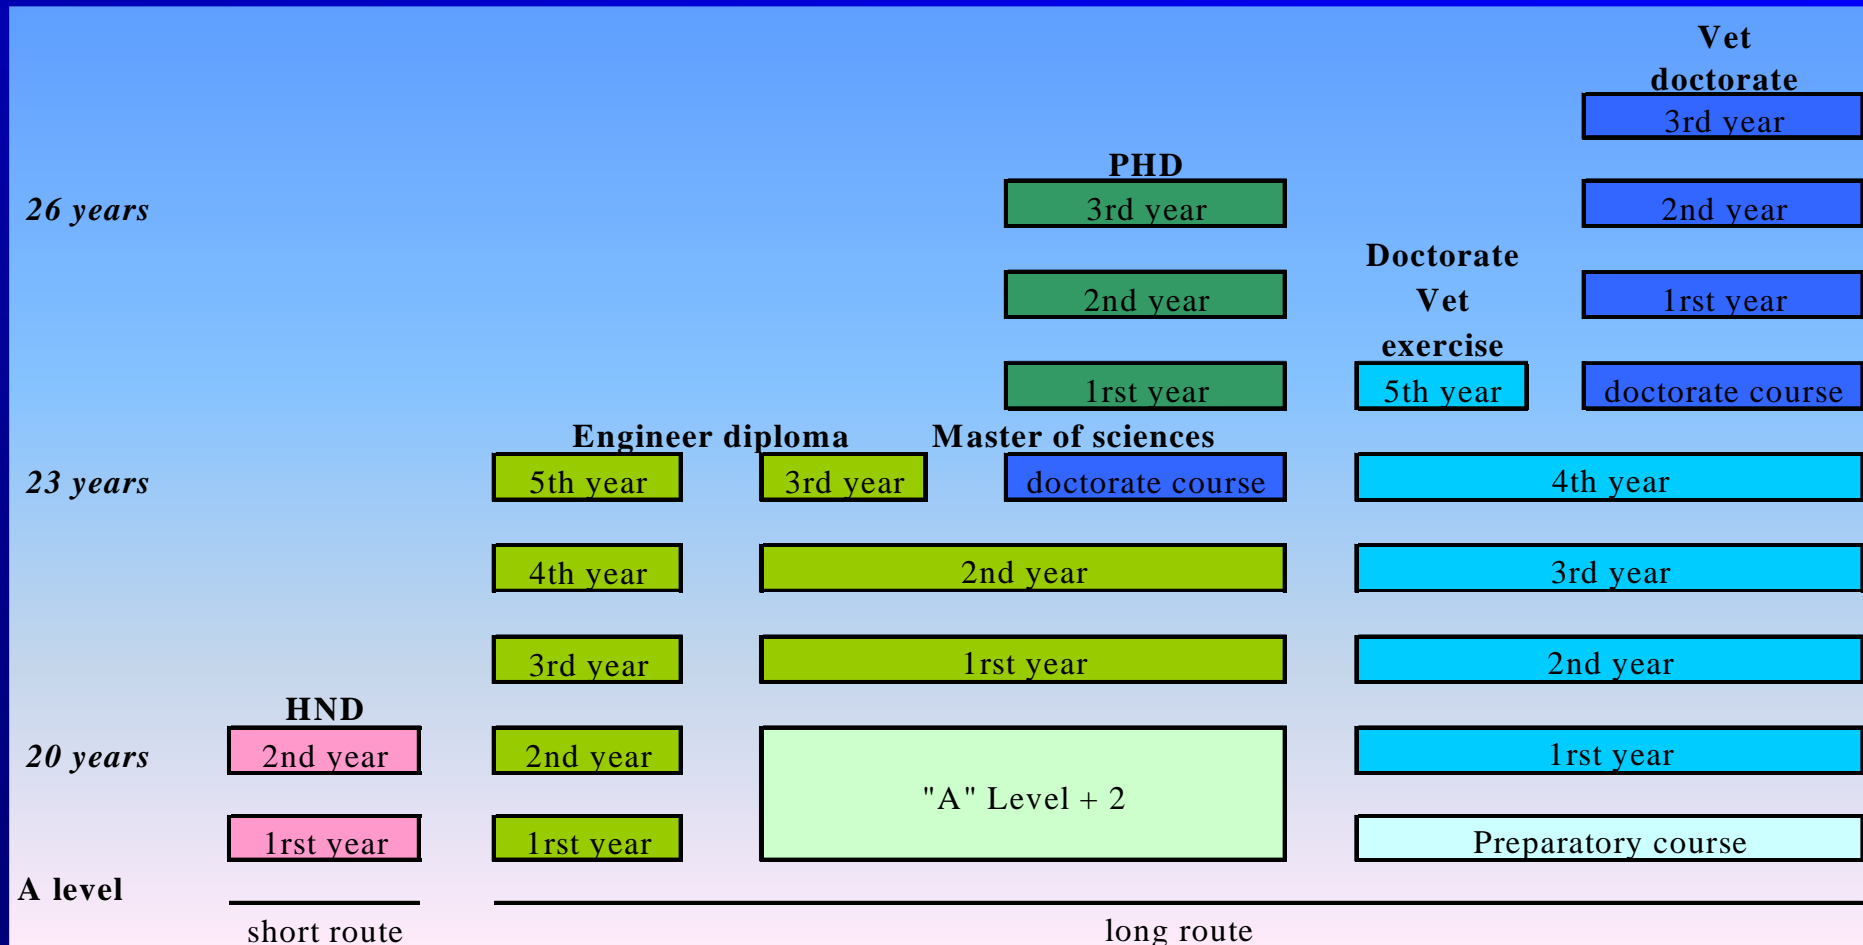 Vet
doctorate
3rd year
PHD
26 years
3rd year
2nd year
Doctorate
Vet
exercise
2nd year
1rst year
1rst year
5th year
doctorate course
Engineer diploma
Master of sciences
23 years
5th year
3rd year
doctorate course
4th year
4th year
2nd year
3rd year
3rd year
1rst year
2nd year
HND
20 years
2nd year
2nd year
"A" Level + 2
1rst year
1rst year
1rst year
Preparatory course
A level
short route
long route